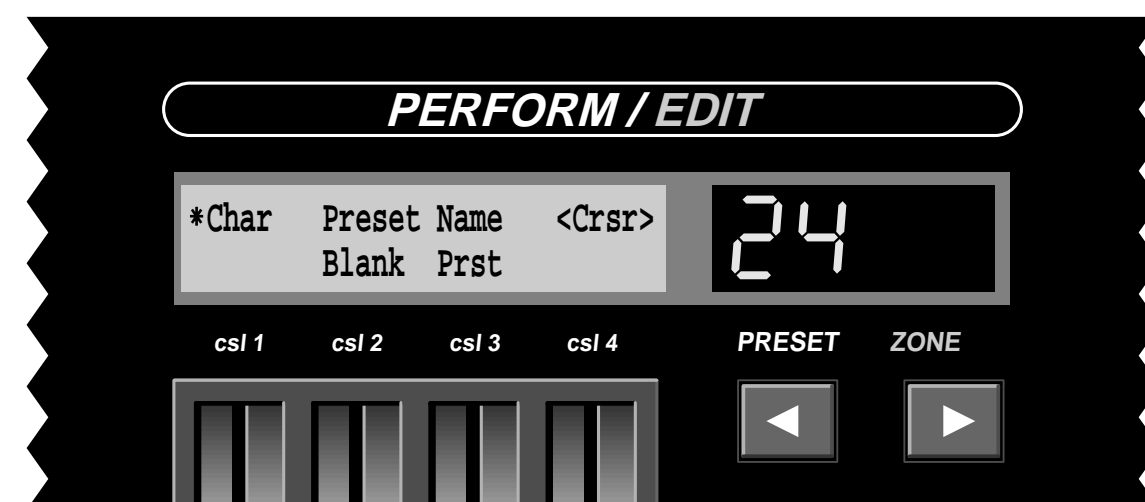 PERFORM / EDIT
*Char Preset Name <Crsr>
Blank Prst
24
csl 1 csl 2 csl 3 csl 4
PRESET ZONE